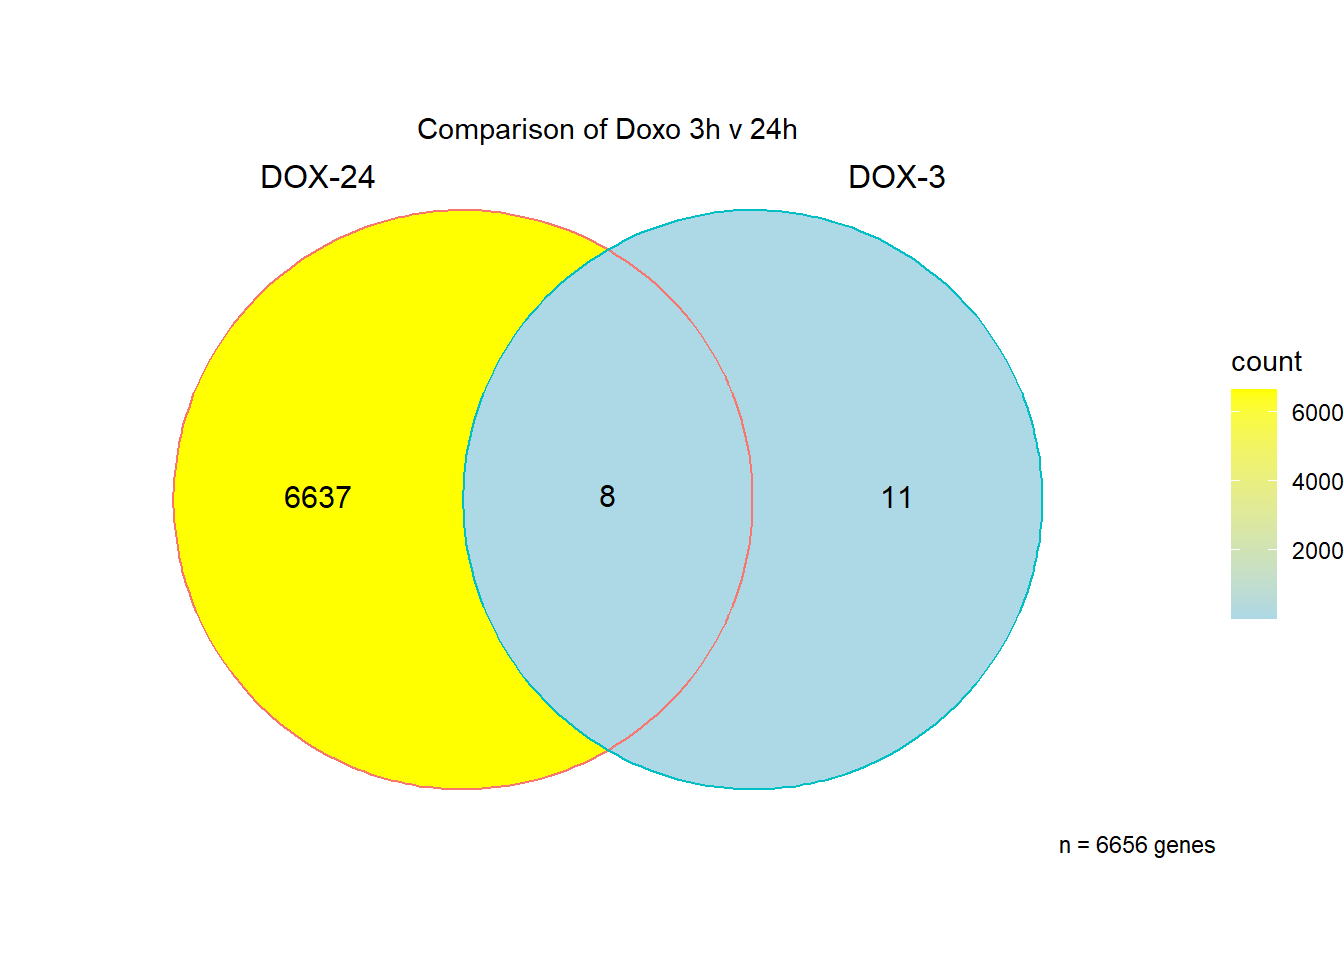 Comparison of Doxo 3h v 24h
DOX-24
DOX-3
6637
8
11
count
6000
4000
2000
n = 6656 genes